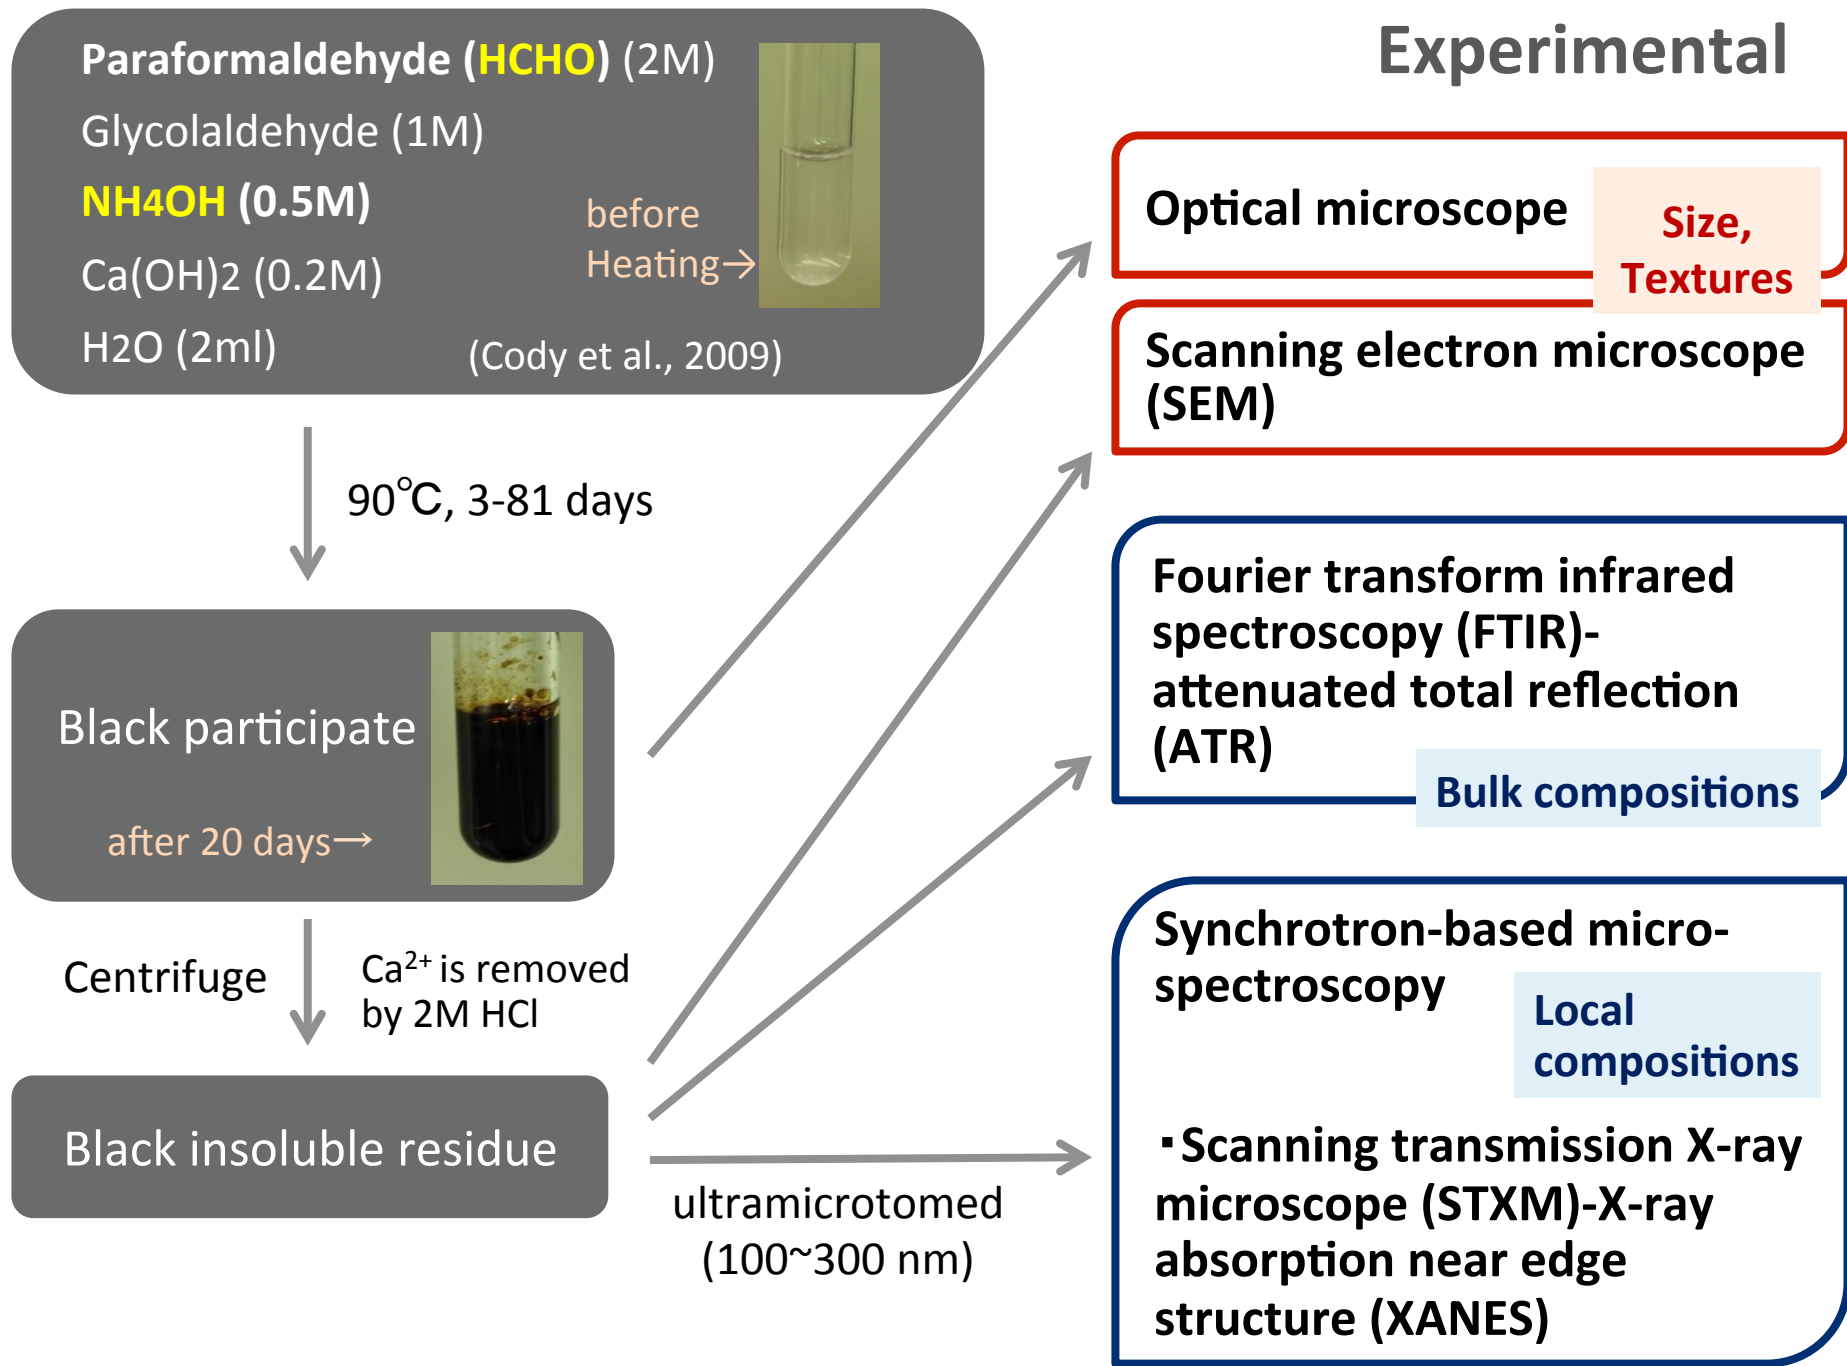 Experimental
Paraformaldehyde (HCHO) (2M)
Glycolaldehyde (1M)
NH4OH (0.5M)
Ca(OH)2 (0.2M)
H2O (2ml)
before
Heating→
(Cody et al., 2009)
90℃, 3-81 days
Black participate
after 20 days→
Centrifuge
Ca²⁺ is removed
by 2M HCl
Black insoluble residue
ultramicrotomed
(100~300 nm)
Optical microscope
Size,
Textures
Scanning electron microscope
(SEM)
Fourier transform infrared
spectroscopy (FTIR)-
attenuated total reflection
(ATR)
Bulk compositions
Synchrotron-based micro-
spectroscopy
Local
compositions
・Scanning transmission X-ray
microscope (STXM)-X-ray
absorption near edge
structure (XANES)